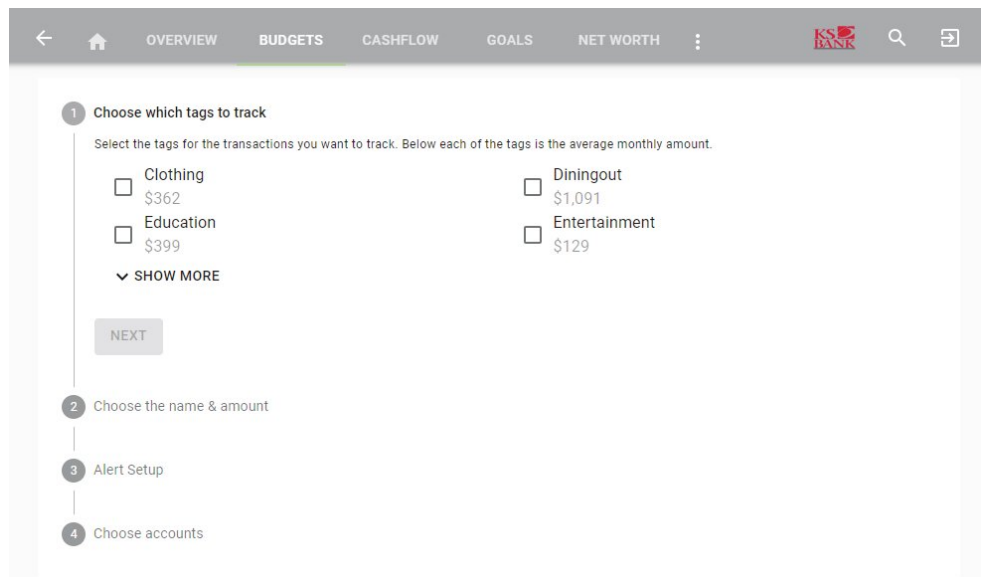 OVERVIEW BUDGETS CASHFLOW GOALS NET WORTH KS BANK
1 Choose which tags to track
Select the tags for the transactions you want to track. Below each of the tags is the average monthly amount.
Clothing Diningout
$362 $1,091
Education Entertainment
$399 $129
SHOW MORE
NEXT
2 Choose the name & amount
3 Alert Setup
4 Choose accounts